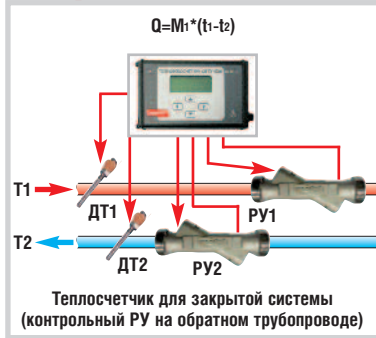 Q=M₁*(t₁-t₂)
T1
ДТ1
РУ1
T2
ДТ2
РУ2
Теплосчетчик для закрытой системы
(контрольный РУ на обратном трубопроводе)